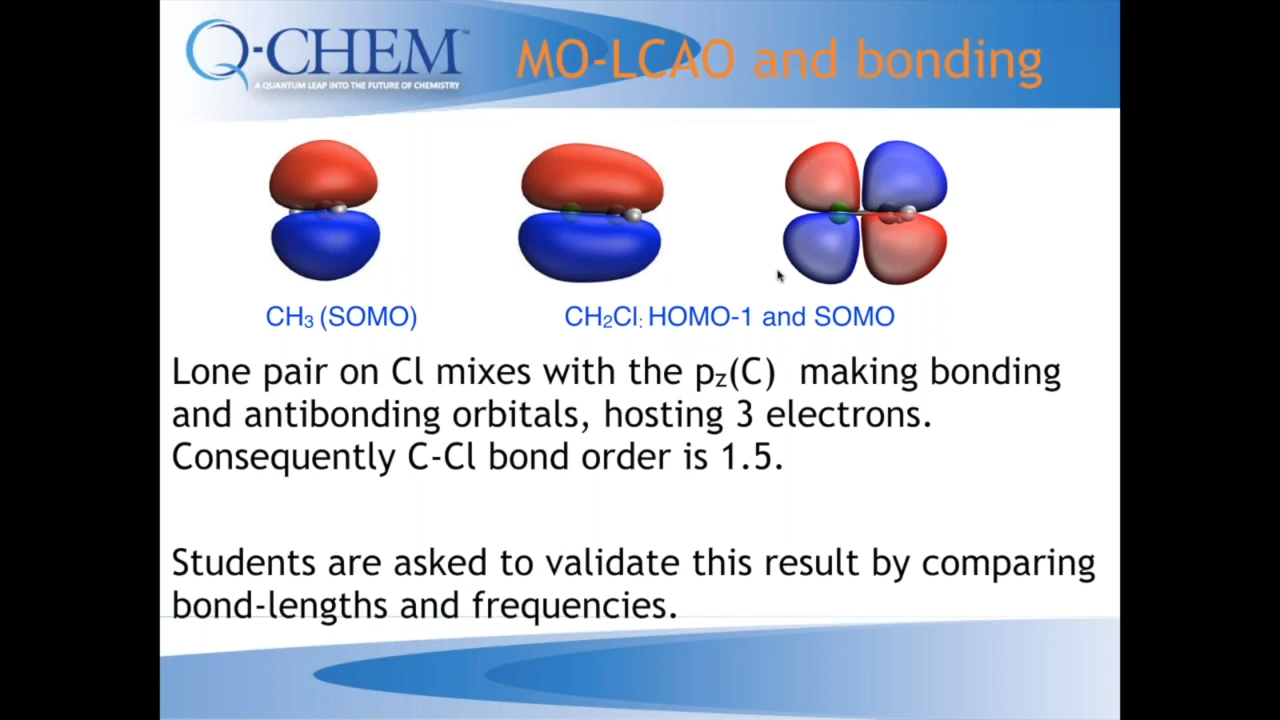 Q-CHEM™
A QUANTUM LEAP INTO THE FUTURE OF CHEMISTRY
MO-LCAO and bonding
CH₃ (SOMO)
CH₂Cl: HOMO-1 and SOMO
Lone pair on Cl mixes with the p₂(C) making bonding
and antibonding orbitals, hosting 3 electrons.
Consequently C-Cl bond order is 1.5.
Students are asked to validate this result by comparing
bond-lengths and frequencies.